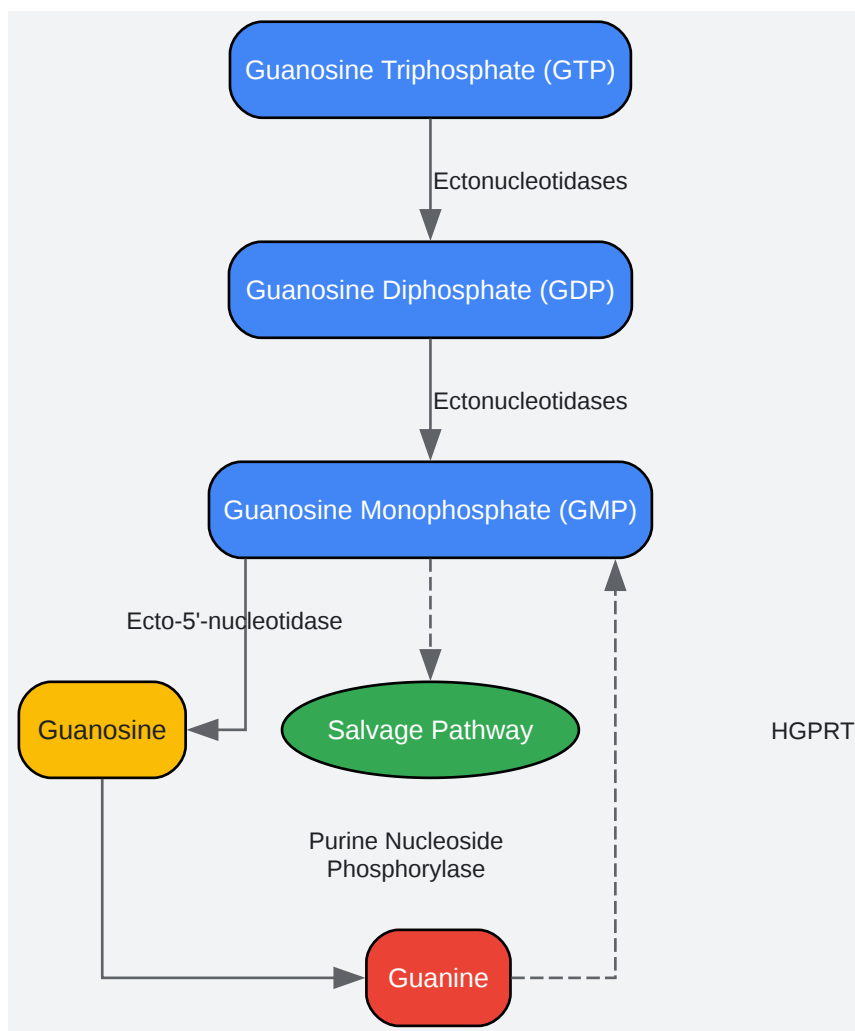 Guanosine Triphosphate (GTP)
Ectonucleotidases
Guanosine Diphosphate (GDP)
Ectonucleotidases
Guanosine Monophosphate (GMP)
Ecto-5'-nucleotidase
Guanosine
Salvage Pathway
HGPRT
Purine Nucleoside
Phosphorylase
Guanine